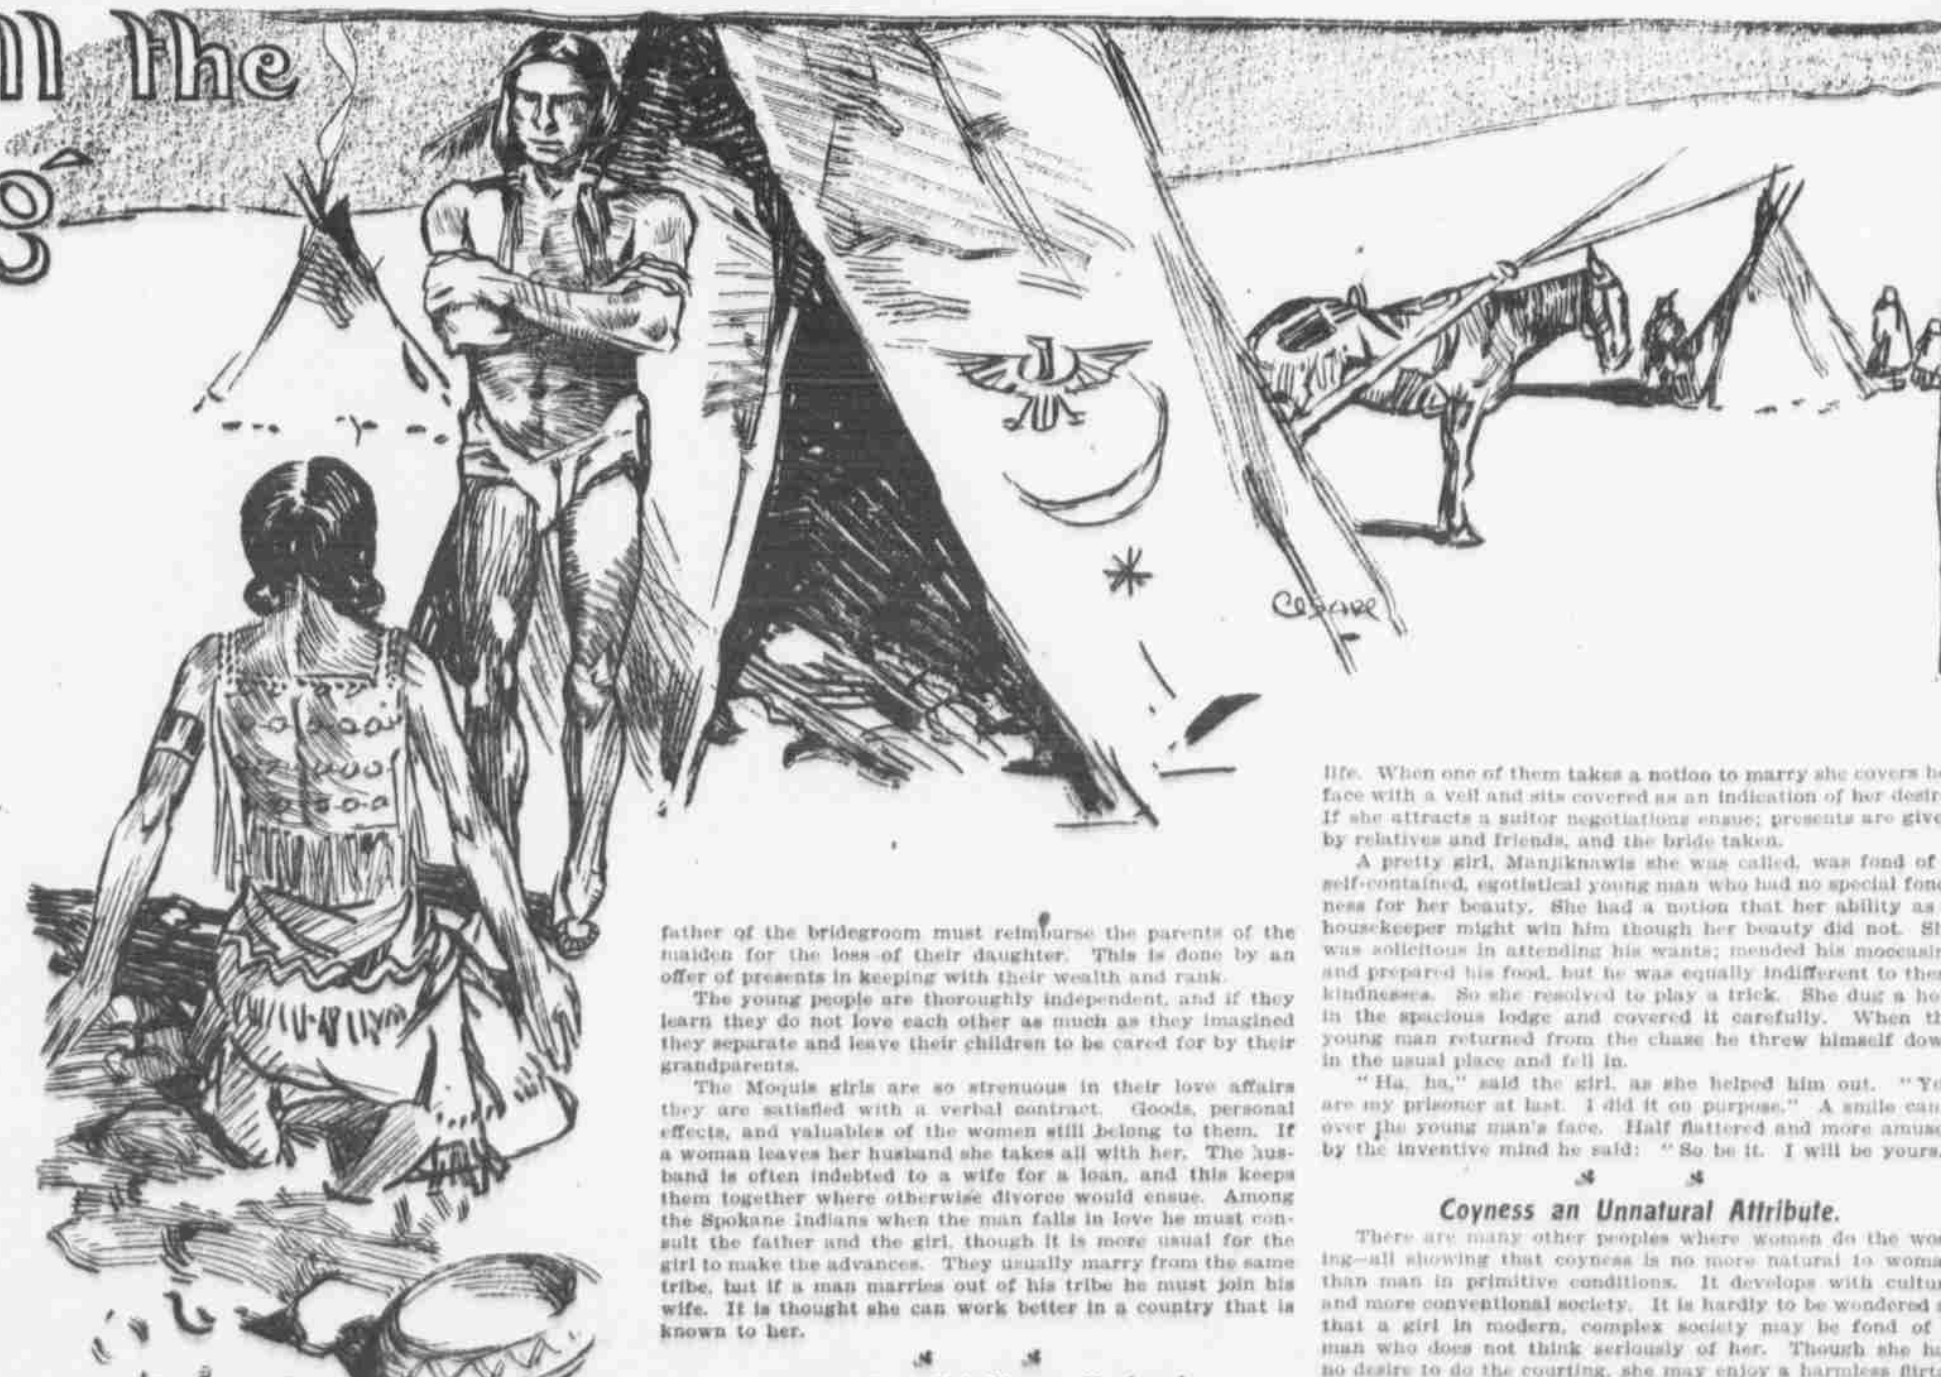 ll the
g
Cesare
father of the bridegroom must reimburse the parents of the
maiden for the loss of their daughter. This is done by an
offer of presents in keeping with their wealth and rank.
The young people are thoroughly independent, and if they
learn they do not love each other as much as they imagined
they separate and leave their children to be cared for by their
grandparents.
The Moquis girls are so strenuous in their love affairs
they are satisfied with a verbal contract. Goods, personal
effects, and valuables of the women still belong to them. If
a woman leaves her husband she takes all with her. The hus-
band is often indebted to a wife for a loan, and this keeps
them together where otherwise divorce would ensue. Among
the Spokane Indians when the man falls in love he must con-
sult the father and the girl, though it is more usual for the
girl to make the advances. They usually marry from the same
tribe, but if a man marries out of his tribe he must join his
wife. It is thought she can work better in a country that is
known to her.
life. When one of them takes a notion to marry she covers he
face with a veil and sits covered as an indication of her desir
If she attracts a suitor negotiations ensue; presents are give
by relatives and friends, and the bride taken.
A pretty girl, Manjiknawis she was called, was fond of
self-contained, egotistical young man who had no special fond
ness for her beauty. She had a notion that her ability as
housekeeper might win him though her beauty did not. Sh
was solicitous in attending his wants; mended his moccasin
and prepared his food, but he was equally indifferent to thes
kindnesses. So she resolved to play a trick. She dug a ho
in the spacious lodge and covered it carefully. When th
young man returned from the chase he threw himself dow
in the usual place and fell in.
"Ha, ha," said the girl, as she helped him out. "Yo
are my prisoner at last. I did it on purpose." A smile cam
over the young man's face. Half flattered and more amuse
by the inventive mind he said: "So be it. I will be yours.
Coyness an Unnatural Attribute.
There are many other peoples where women do the woo
ing—all showing that coyness is no more natural to woma
than man in primitive conditions. It develops with cultur
and more conventional society. It is hardly to be wondered a
that a girl in modern, complex society may be fond of
man who does not think seriously of her. Though she ha
no desire to do the courting, she may enjoy a harmless flirta